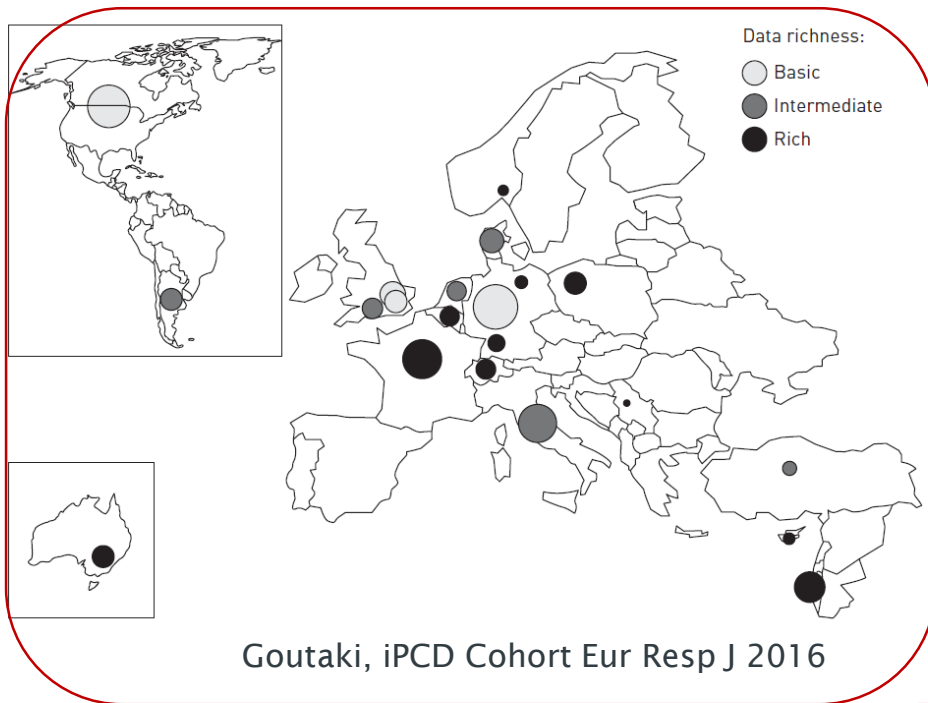 Data richness:
Basic
Intermediate
Rich
Goutaki, iPCD Cohort Eur Resp J 2016